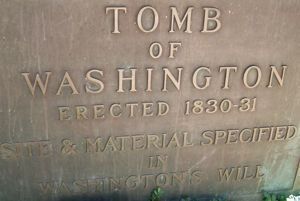 TOMB
OF
WASHINGTON
ERECTED 1830-31
SITE & MATERIAL SPECIFIED
IN
WASHINGTON'S WILL